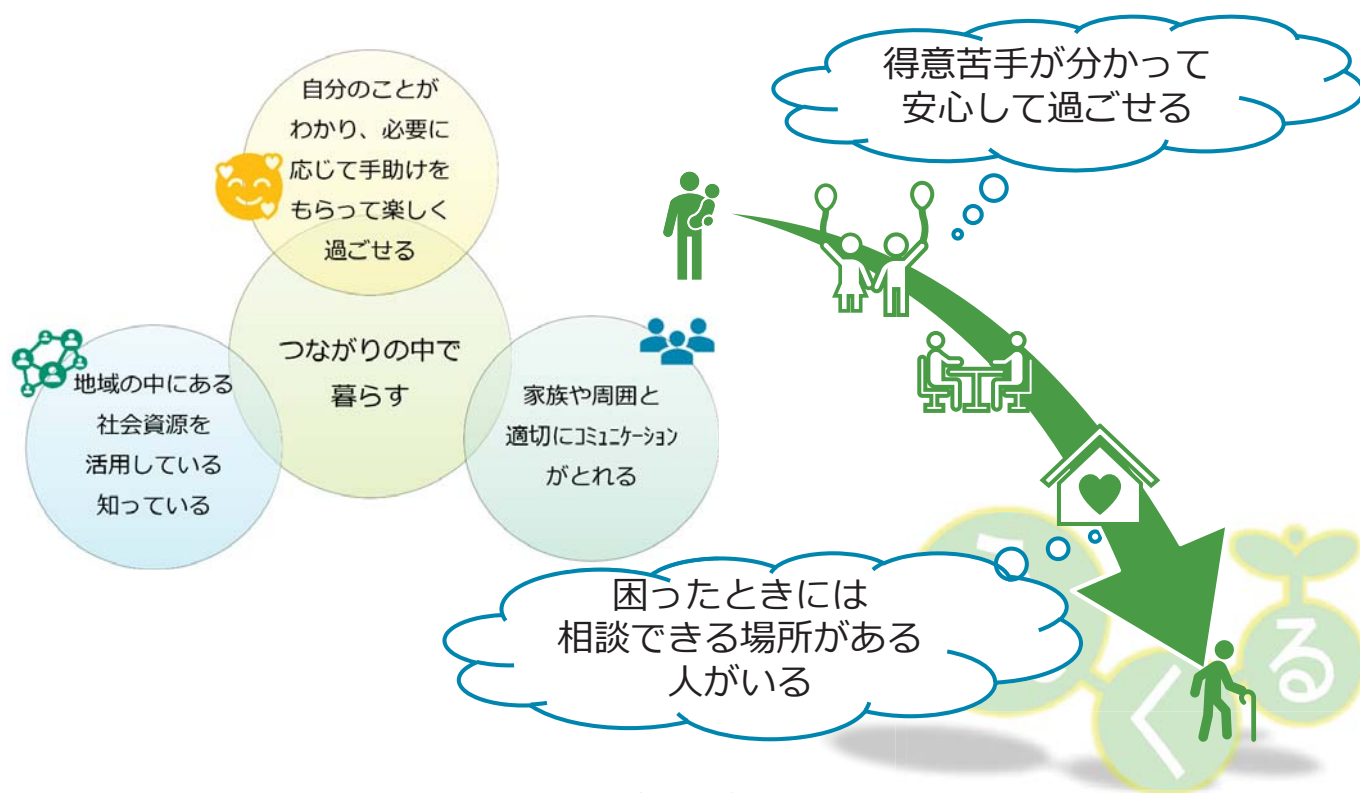 自分のことが
わかり、必要に
応じて手助けを
もらって楽しく
過ごせる
つながりの中で
暮らす
地域の中にある
社会資源を
活用している
知っている
家族や周囲と
適切にｺﾐｭﾆｹｰｼｮﾝ
がとれる
得意苦手が分かって
安心して過ごせる
困ったときには
相談できる場所がある
人がいる
くる